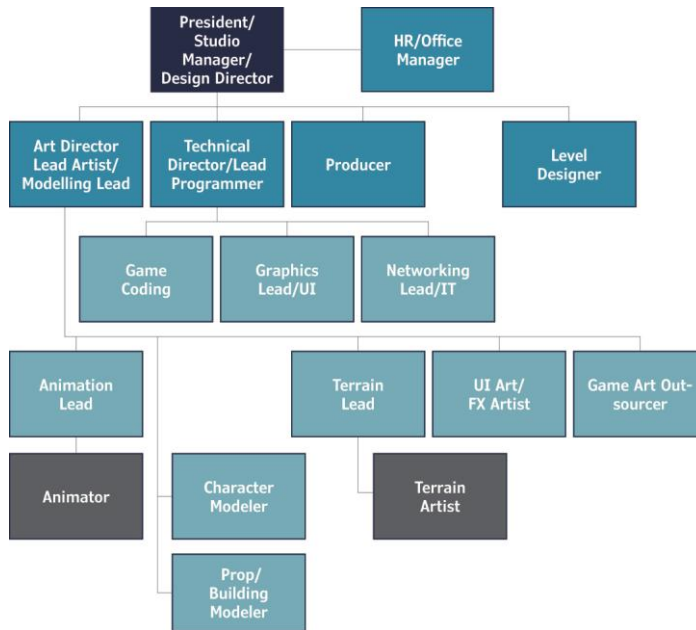 President/
Studio
Manager/
Design Director
HR/Office
Manager
Art Director
Lead Artist/
Modelling Lead
Technical
Director/Lead
Programmer
Producer
Level
Designer
Game
Coding
Graphics
Lead/UI
Networking
Lead/IT
Animation
Lead
Terrain
Lead
UI Art/
FX Artist
Game Art Out-
sourcer
Animator
Character
Modeler
Terrain
Artist
Prop/
Building
Modeler